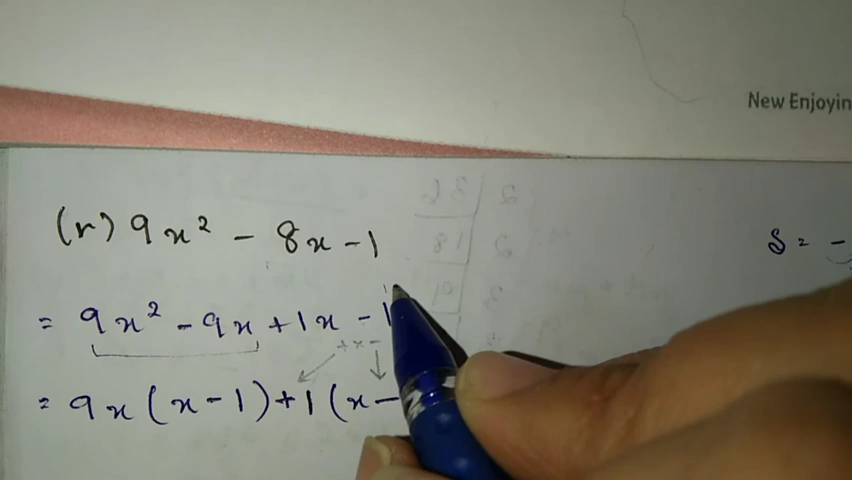 New Enjoyin
(r) 9x² - 8x - 1
S = -
= 9x² - 9x + 1x - 1
+ x -
= 9x (x - 1) + 1 (x -